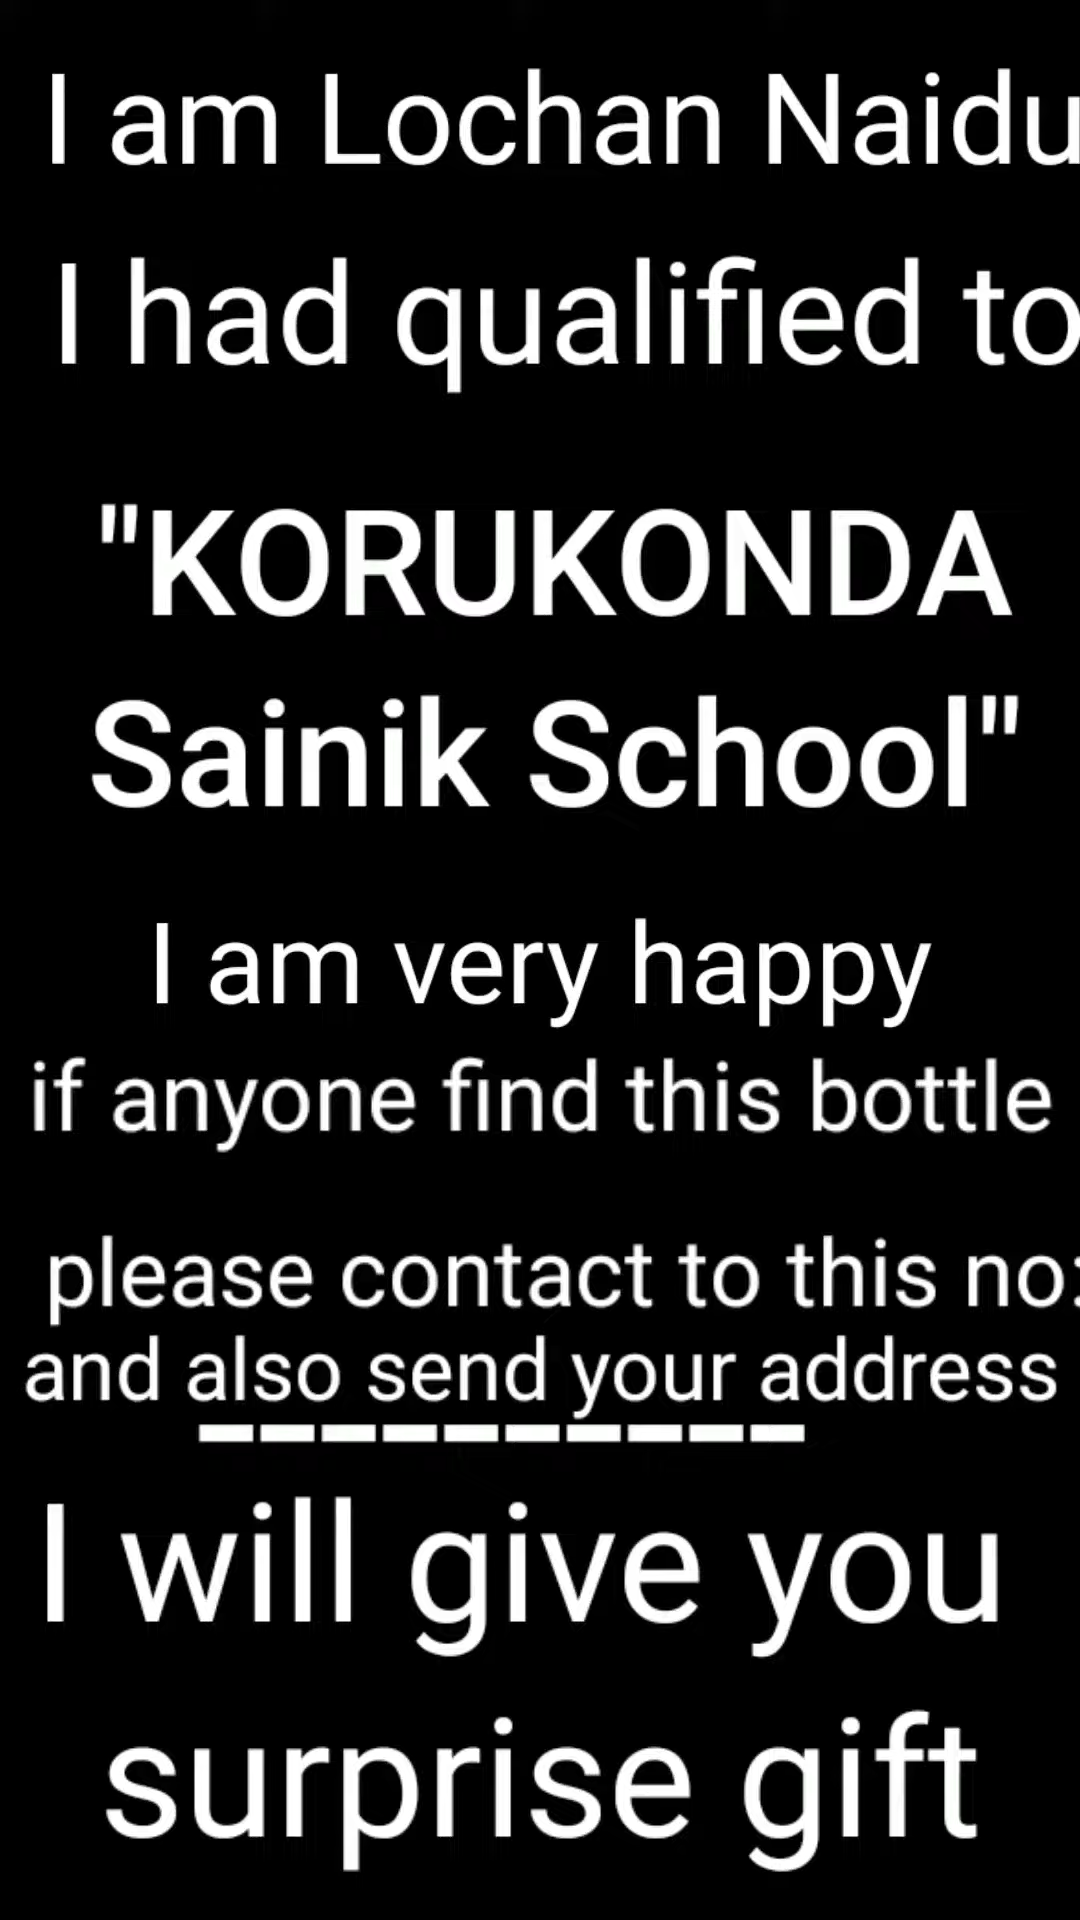 I am Lochan Naidu
I had qualified to
"KORUKONDA
Sainik School"
I am very happy
if anyone find this bottle
please contact to this no:
and also send your address
__________
I will give you
surprise gift